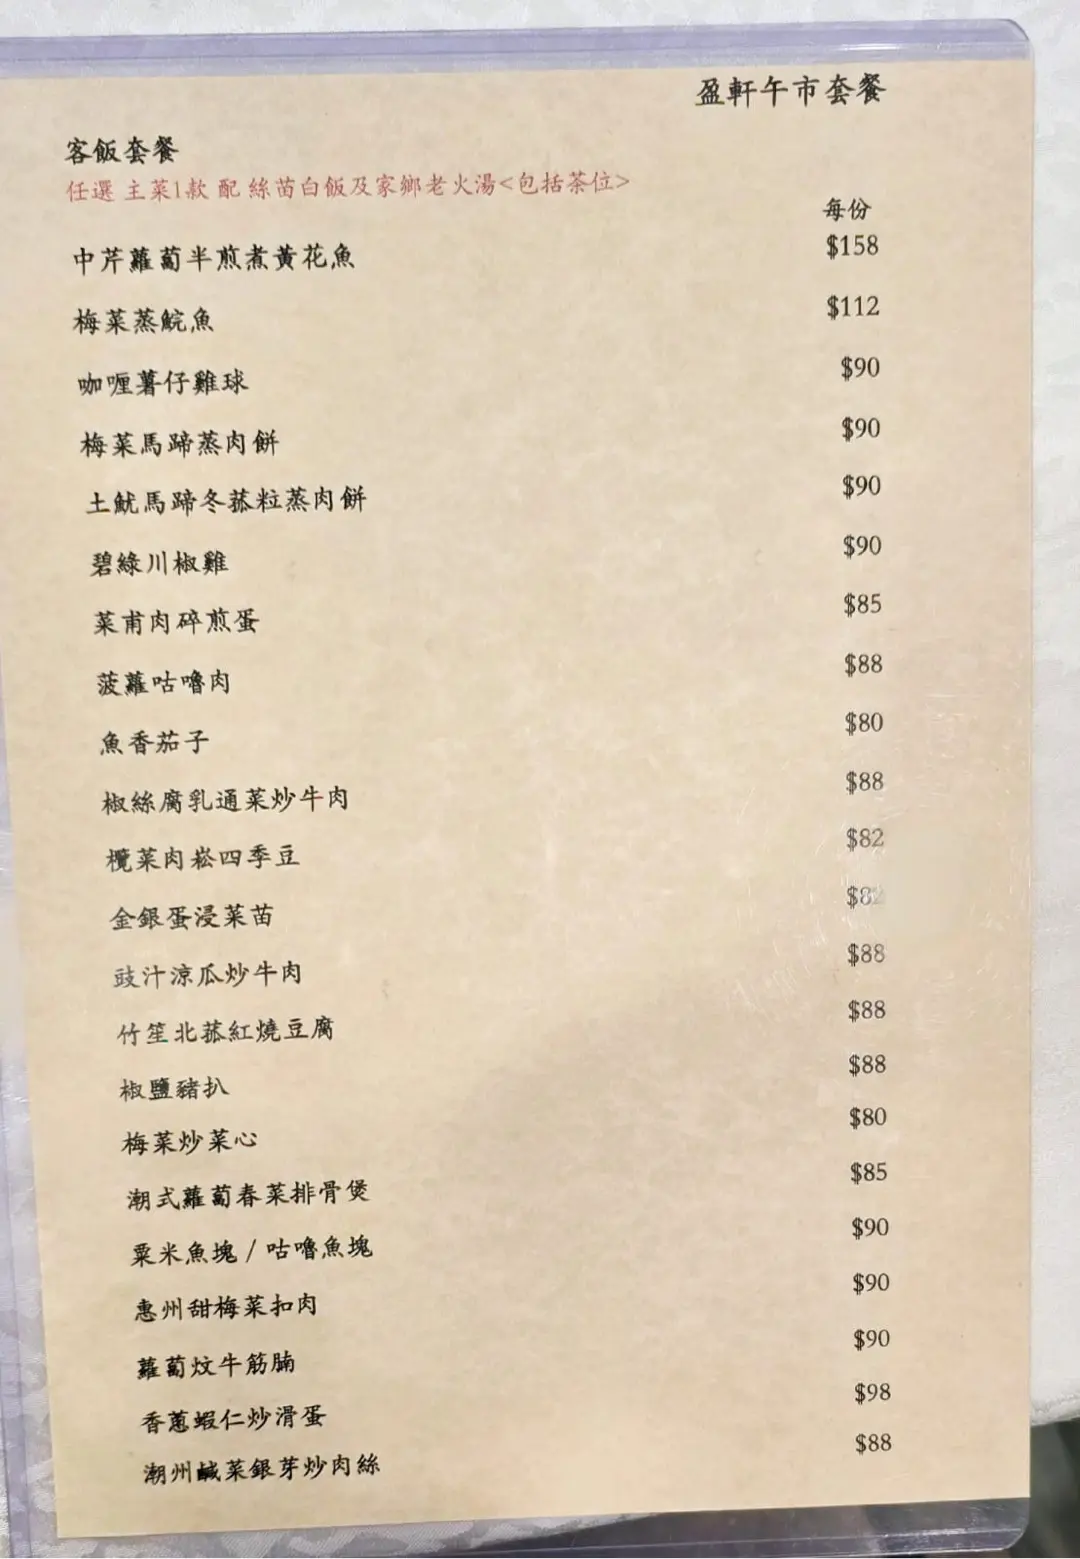 盈軒午市套餐
客飯套餐
任選 主菜1款 配 絲苗白飯及家鄉老火湯<包括茶位>
每份
中芹蘿蔔半煎煮黃花魚 $158
梅菜蒸鯇魚 $112
咖喱薯仔雞球 $90
梅菜馬蹄蒸肉餅 $90
土魷馬蹄冬菇粒蒸肉餅 $90
碧綠川椒雞 $90
菜甫肉碎煎蛋 $85
菠蘿咕嚕肉 $88
魚香茄子 $80
椒絲腐乳通菜炒牛肉 $88
欖菜肉崧四季豆 $82
金銀蛋浸菜苗 $82
豉汁涼瓜炒牛肉 $88
竹笙北菇紅燒豆腐 $88
椒鹽豬扒 $88
梅菜炒菜心 $80
潮式蘿蔔春菜排骨煲 $85
粟米魚塊 / 咕嚕魚塊 $90
惠州甜梅菜扣肉 $90
蘿蔔炆牛筋腩 $90
香蔥蝦仁炒滑蛋 $98
潮州鹹菜銀芽炒肉絲 $88